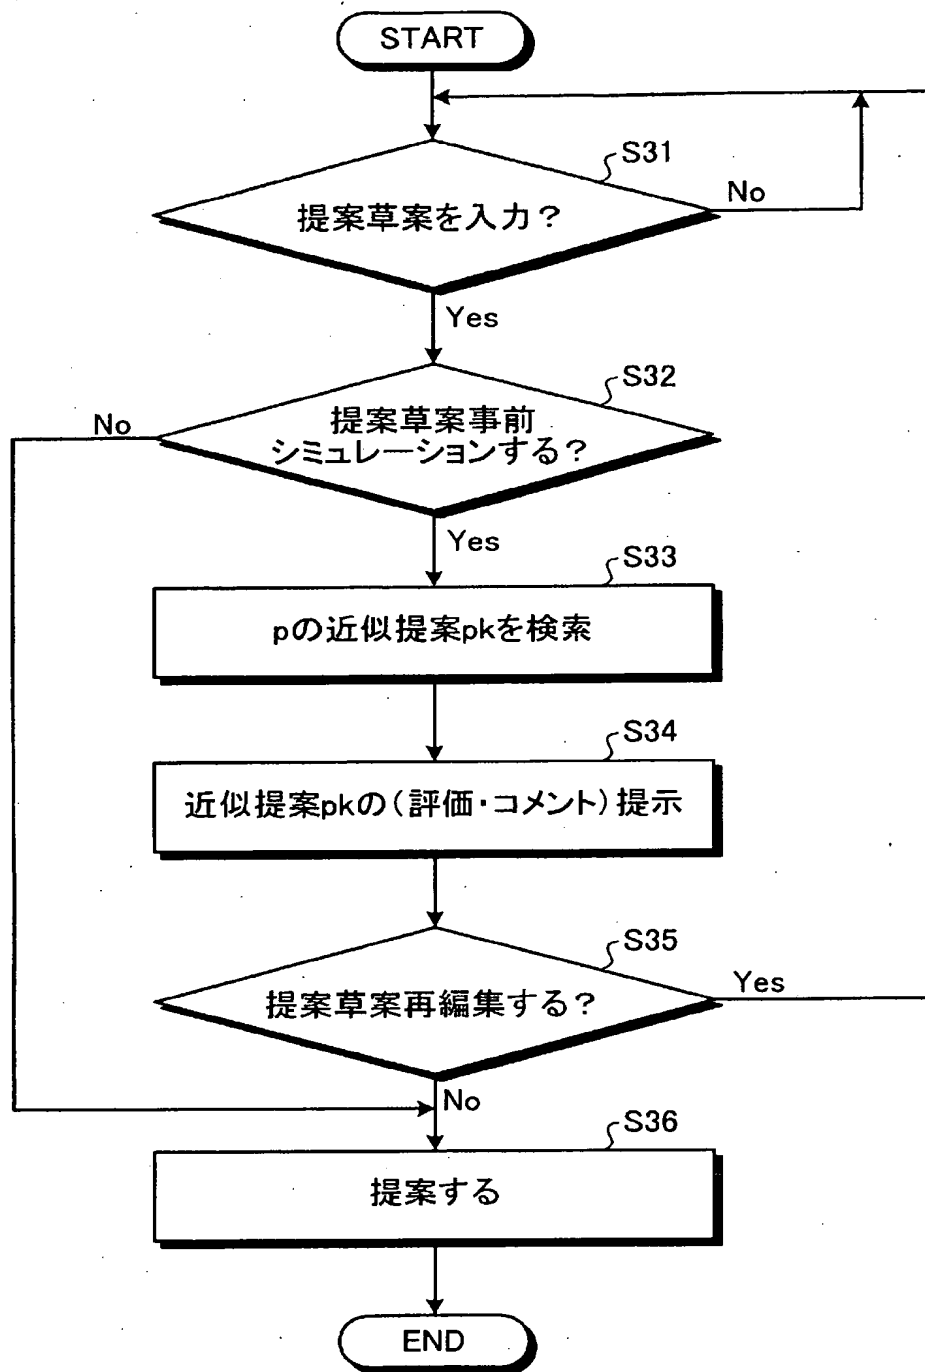 START
S31
提案草案を入力？
No
Yes
S32
提案草案事前
シミュレーションする？
No
Yes
S33
pの近似提案pkを検索
S34
近似提案pkの（評価・コメント）提示
S35
提案草案再編集する？
Yes
No
S36
提案する
END